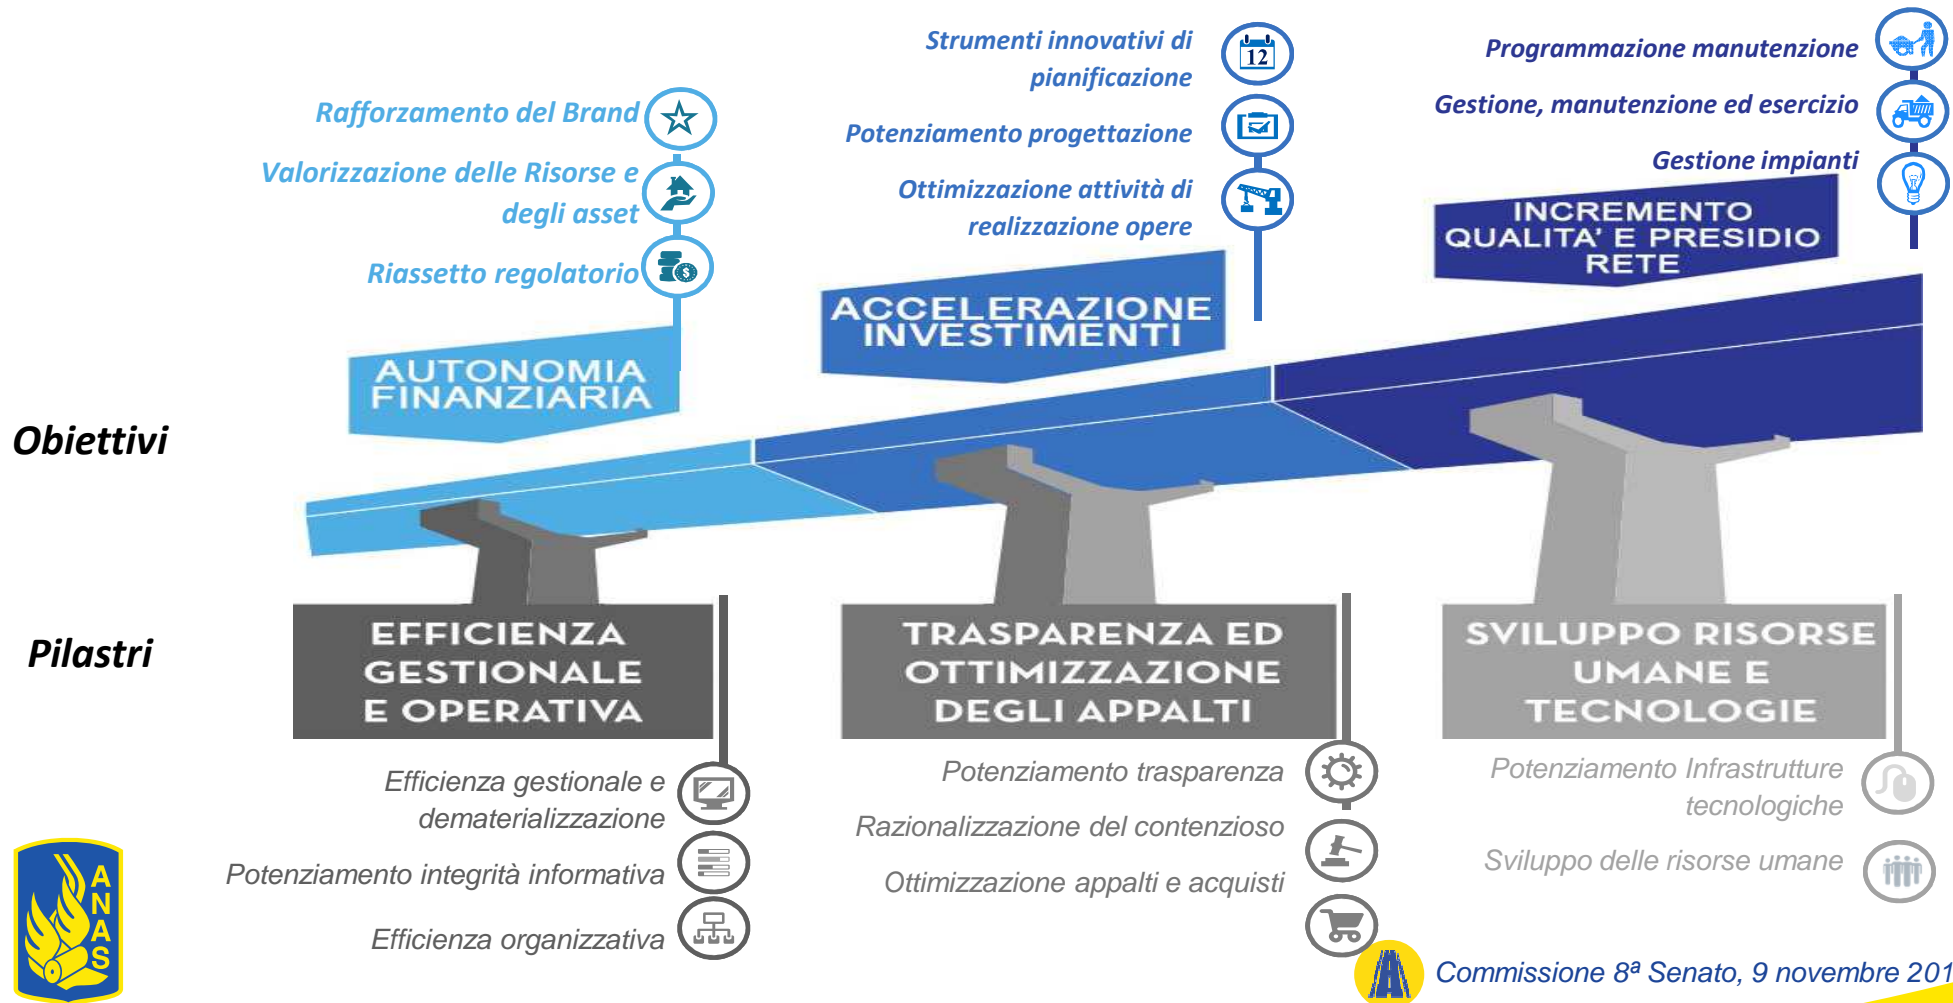 Rafforzamento del Brand
Valorizzazione delle Risorse e
degli asset
Riassetto regolatorio
Strumenti innovativi di
pianificazione
12
Potenziamento progettazione
Ottimizzazione attività di
realizzazione opere
Programmazione manutenzione
Gestione, manutenzione ed esercizio
Gestione impianti
Obiettivi
AUTONOMIA
FINANZIARIA
ACCELERAZIONE
INVESTIMENTI
INCREMENTO
QUALITA' E PRESIDIO
RETE
Pilastri
EFFICIENZA
GESTIONALE
E OPERATIVA
TRASPARENZA ED
OTTIMIZZAZIONE
DEGLI APPALTI
SVILUPPO RISORSE
UMANE E
TECNOLOGIE
Efficienza gestionale e
dematerializzazione
Potenziamento integrità informativa
Efficienza organizzativa
Potenziamento trasparenza
Razionalizzazione del contenzioso
Ottimizzazione appalti e acquisti
Potenziamento Infrastrutture
tecnologiche
Sviluppo delle risorse umane
ANAS
Commissione 8ª Senato, 9 novembre 201